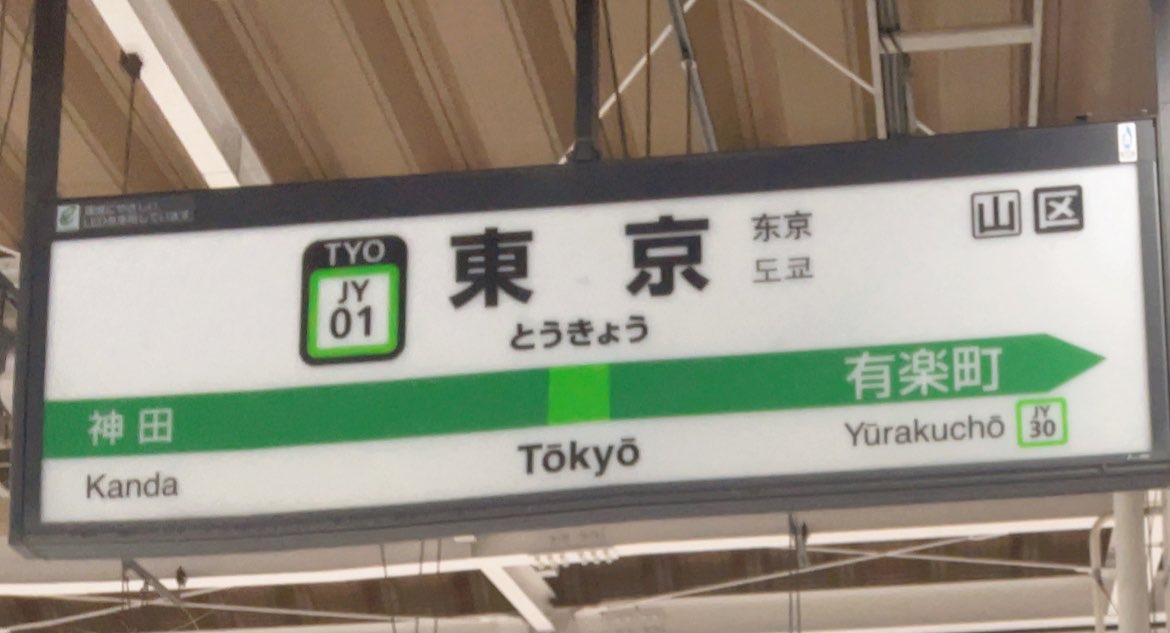 TYO
JY
01
東京
とうきょう
东京
도쿄
山 区
神田
有楽町
Kanda
Tōkyō
Yūrakuchō
JY
30